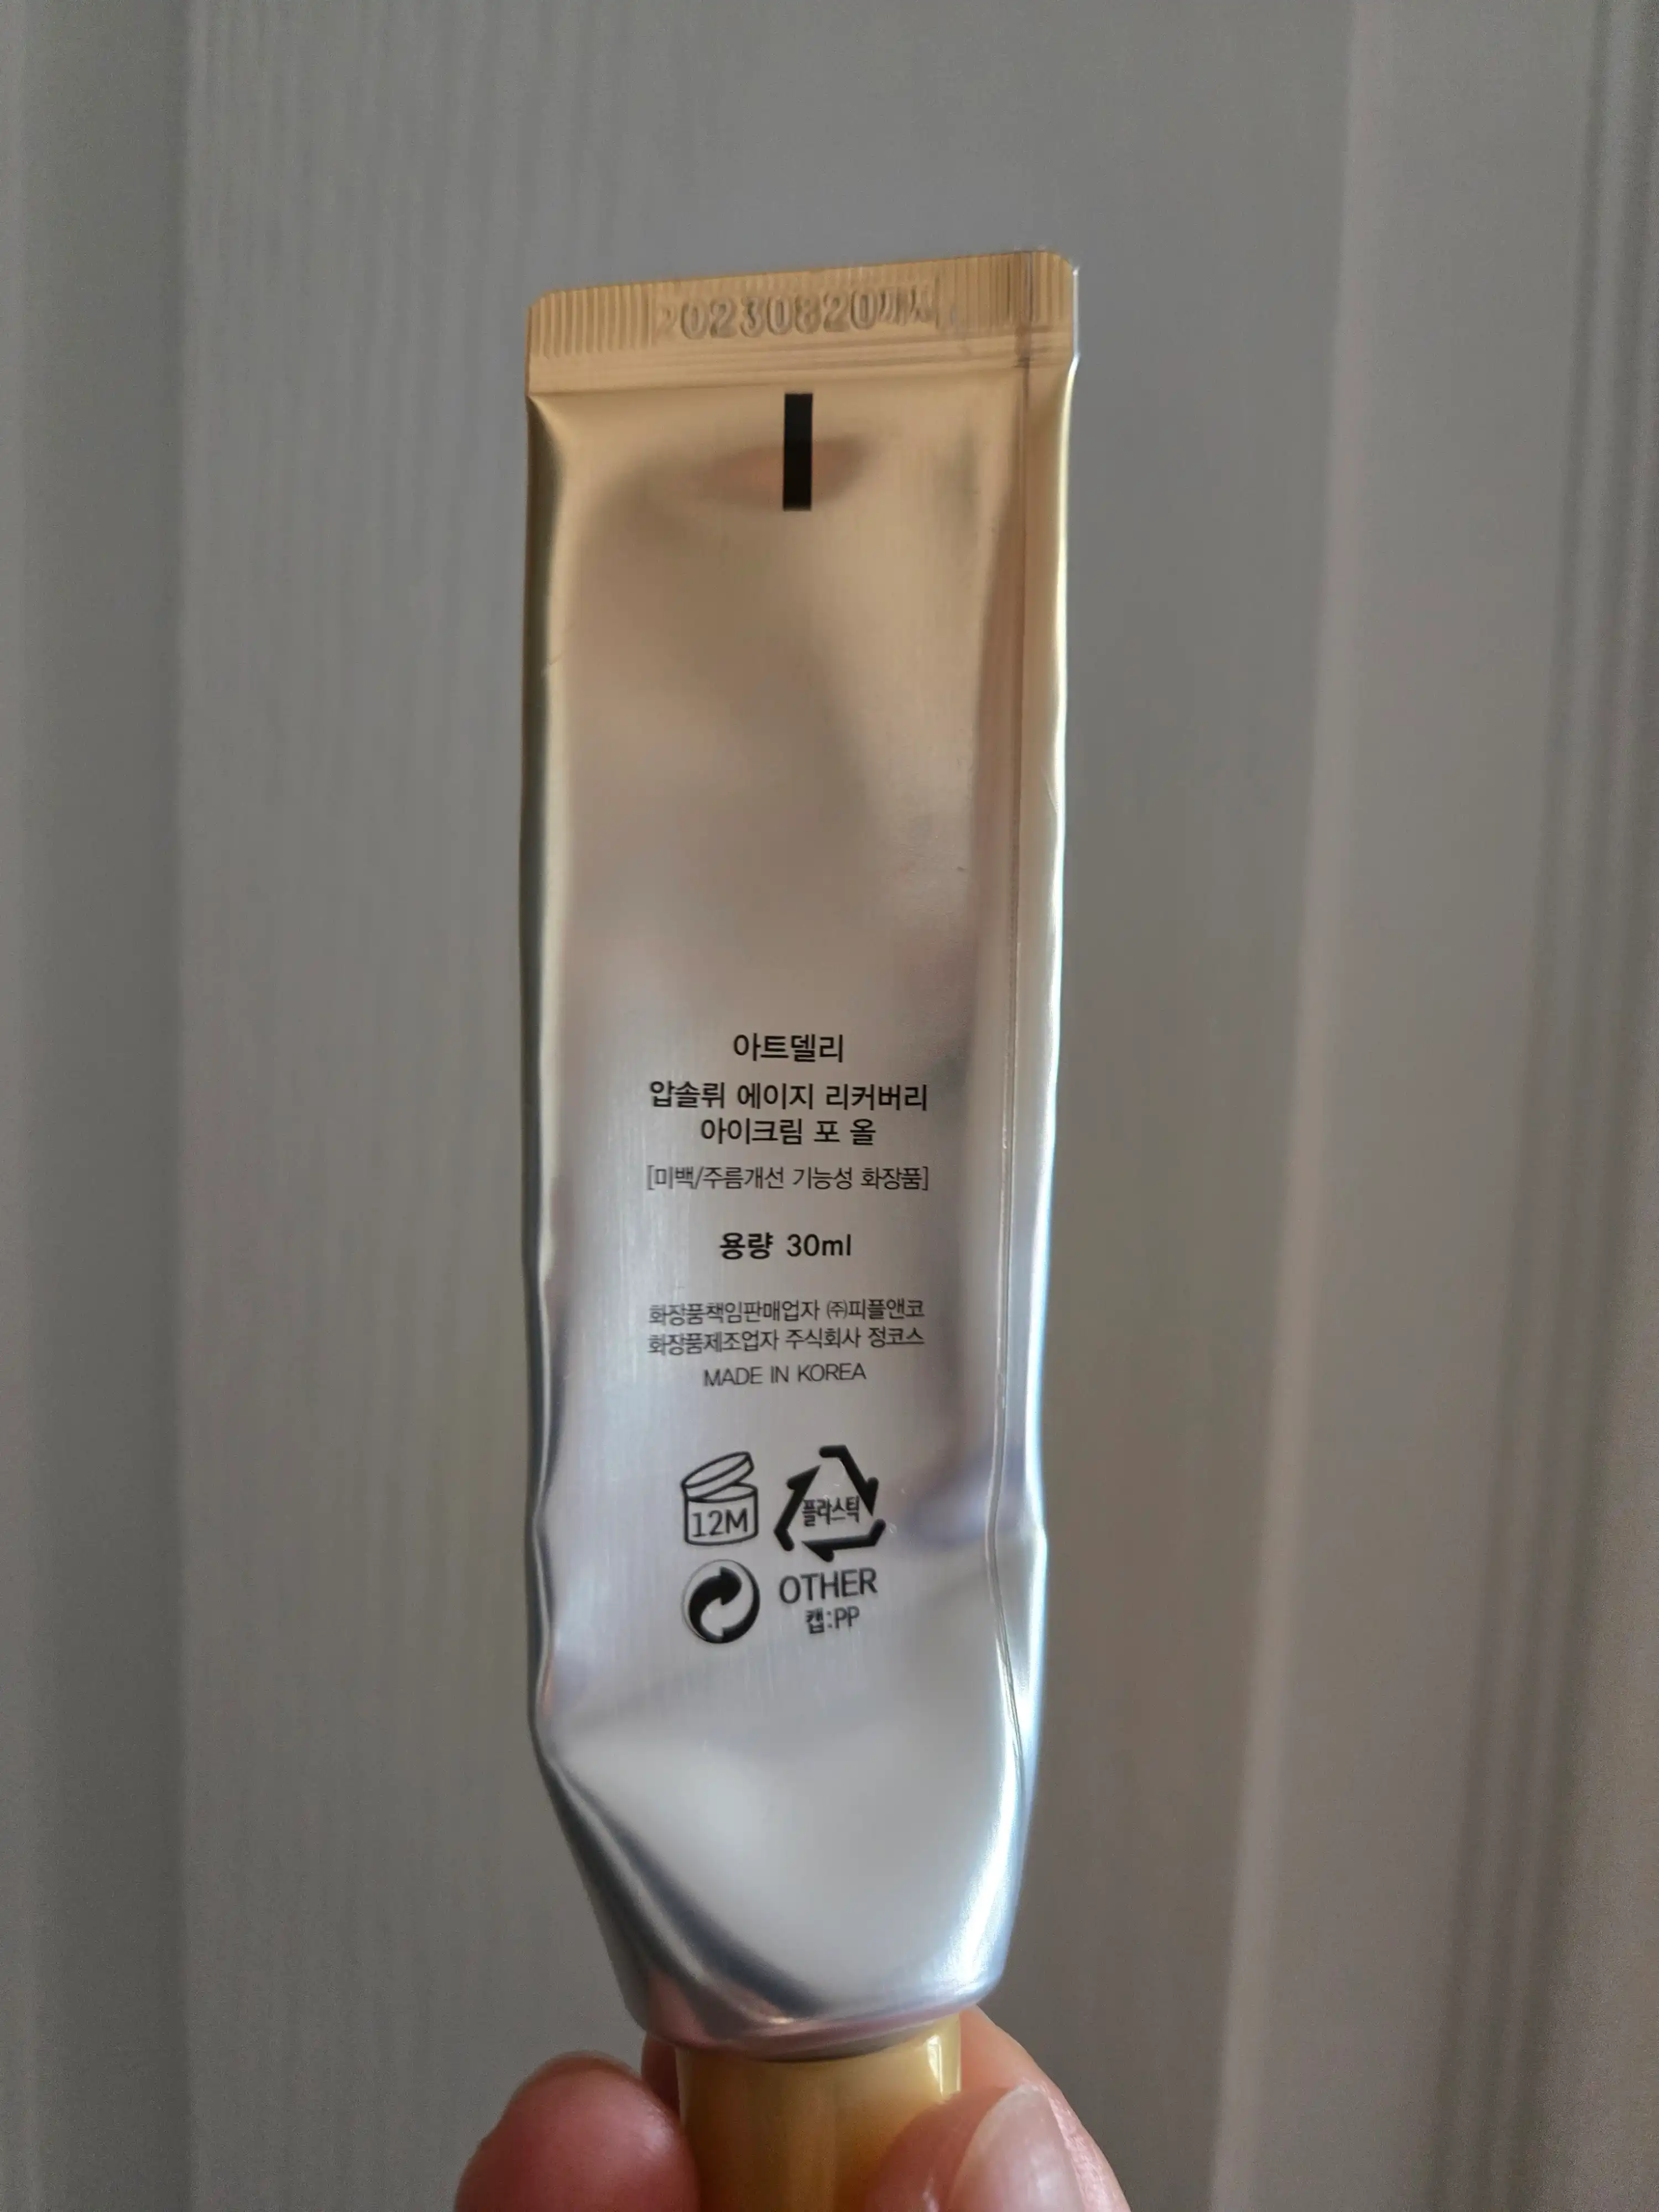 20230820
아트델리
압솔뤼 에이지 리커버리
아이크림 포 올
[미백/주름개선 기능성 화장품]
용량 30ml
화장품책임판매업자 ㈜피플앤코
화장품제조업자 주식회사 정코스
MADE IN KOREA
12M
플라스틱
OTHER
캡:PP